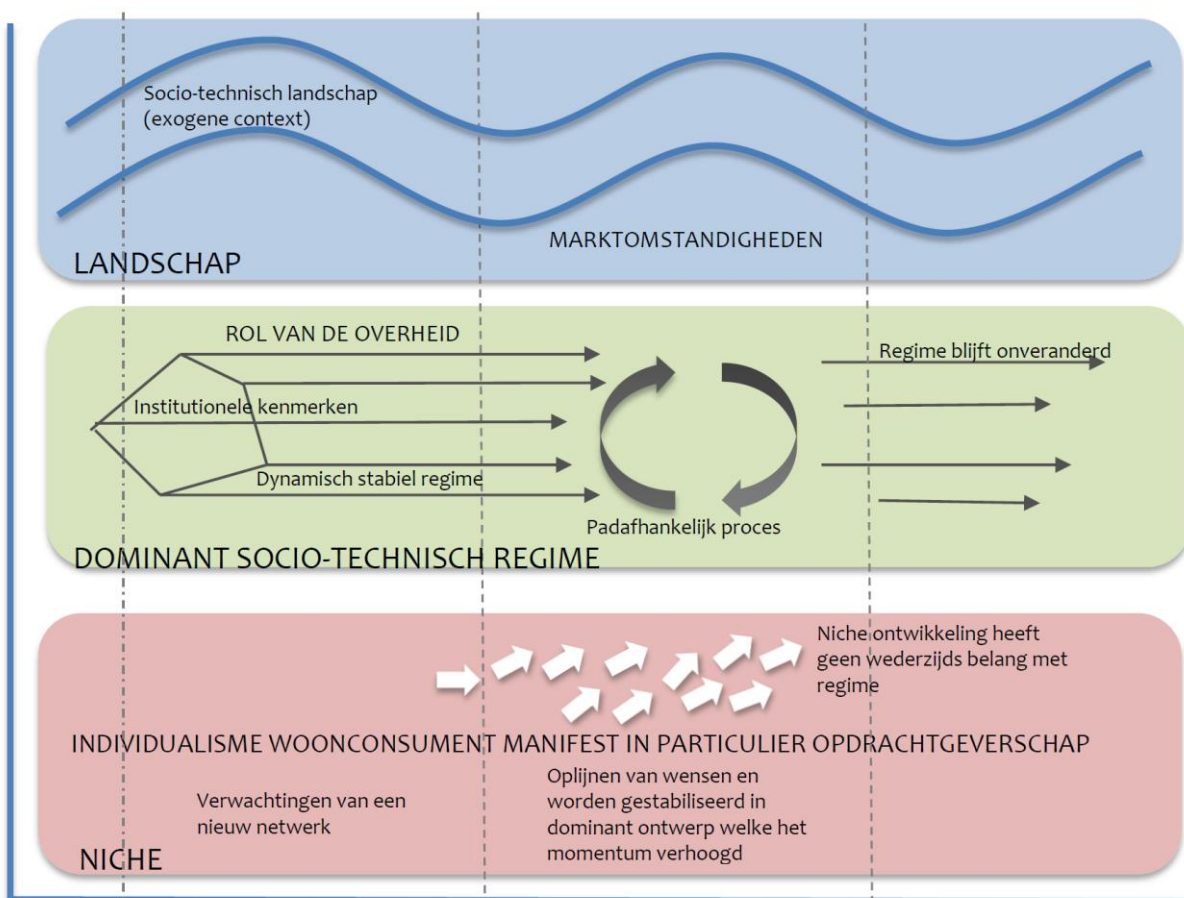 Socio-technisch landschap
(exogene context)
MARKTOMSTANDIGHEDEN
LANDSCHAP
ROL VAN DE OVERHEID
Regime blijft onveranderd
Institutionele kenmerken
Dynamisch stabiel regime
Padafhankelijk proces
DOMINANT SOCIO-TECHNISCH REGIME
Niche ontwikkeling heeft
geen wederzijds belang met
regime
INDIVIDUALISME WOONCONSUMENT MANIFEST IN PARTICULIER OPDRACHTGEVERSCHAP
Verwachtingen van een
nieuw netwerk
Oplijnen van wensen en
worden gestabiliseerd in
dominant ontwerp welke het
momentum verhoogd
NICHE